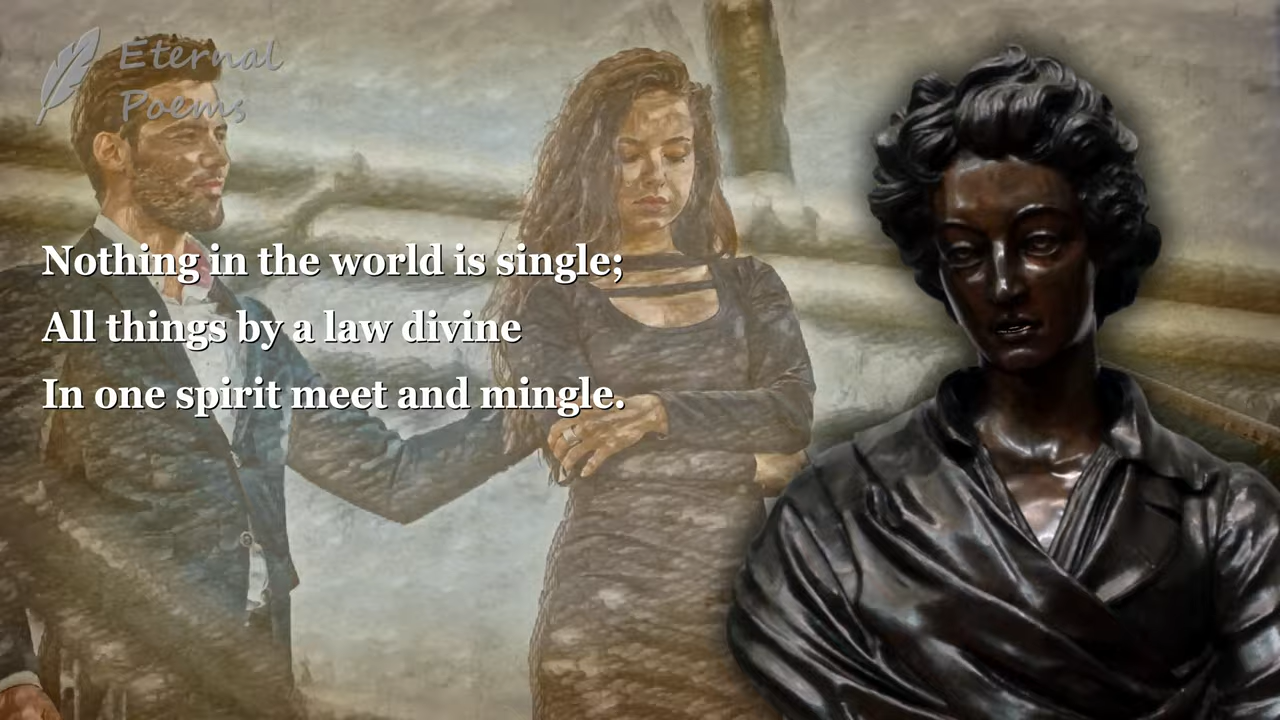 Eternal
Poems
Nothing in the world is single;
All things by a law divine
In one spirit meet and mingle.